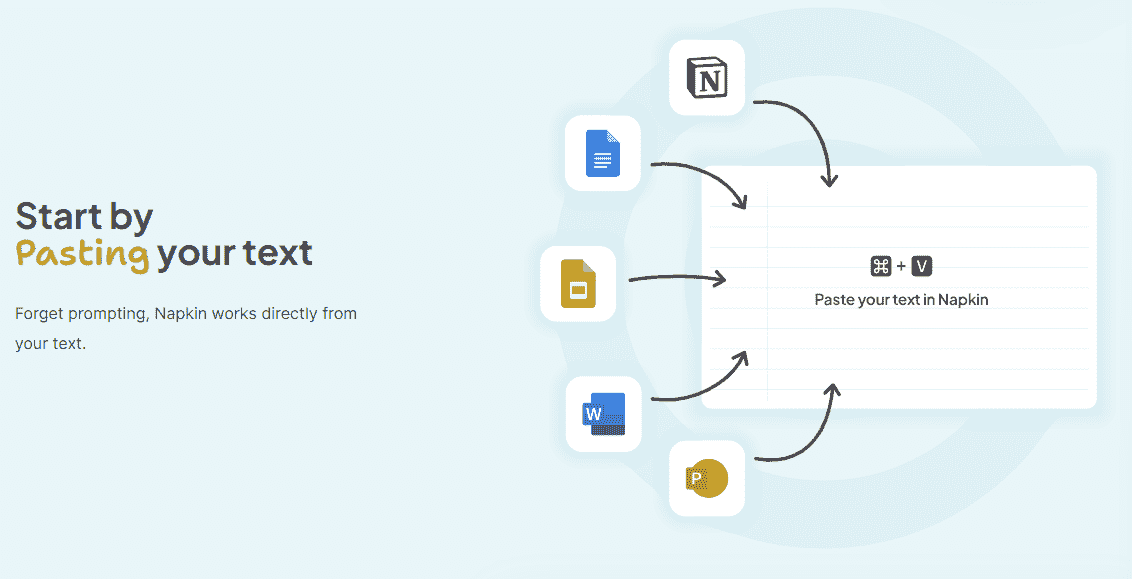 Start by
Pasting your text
Forget prompting, Napkin works directly from
your text.
N
W
P
⌘ + V
Paste your text in Napkin